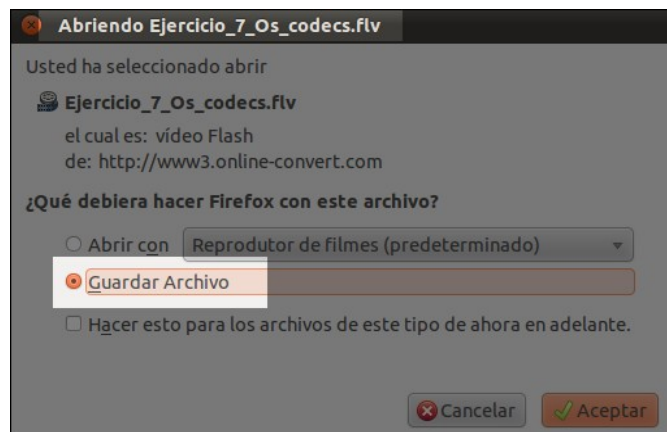 Abriendo Ejercicio_7_Os_codecs.flv
Usted ha seleccionado abrir
Ejercicio_7_Os_codecs.flv
el cual es: vídeo Flash
de: http://www3.online-convert.com
¿Qué debiera hacer Firefox con este archivo?
Abrir con Reprodutor de filmes (predeterminado)
Guardar Archivo
Hacer esto para los archivos de este tipo de ahora en adelante.
Cancelar Aceptar